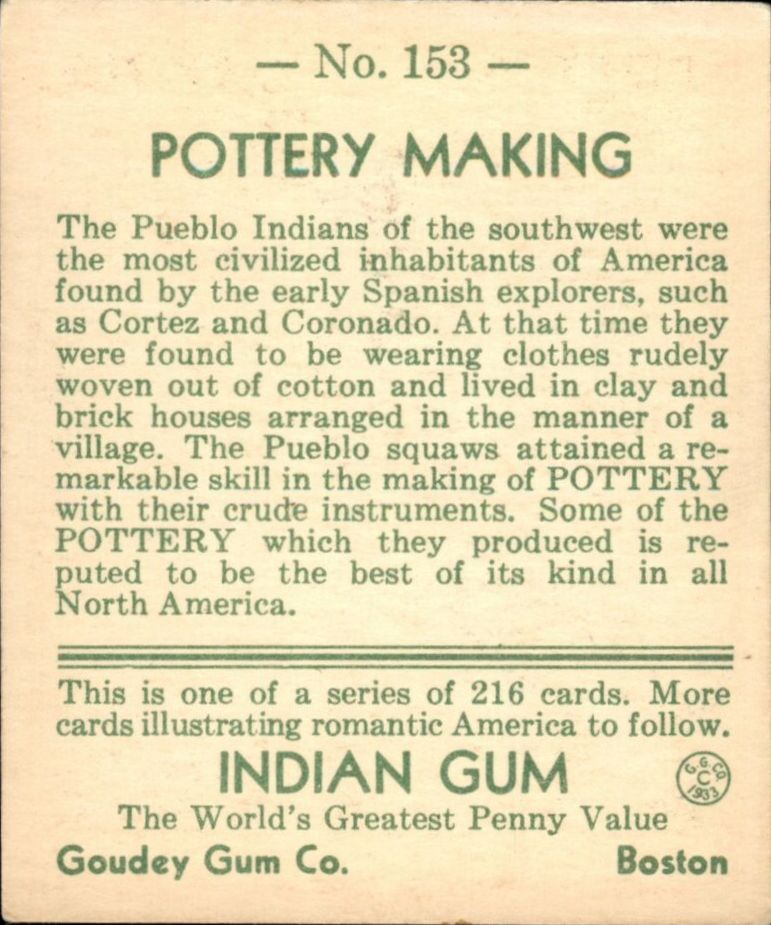 — No. 153 —
POTTERY MAKING
The Pueblo Indians of the southwest were
the most civilized inhabitants of America
found by the early Spanish explorers, such
as Cortez and Coronado. At that time they
were found to be wearing clothes rudely
woven out of cotton and lived in clay and
brick houses arranged in the manner of a
village. The Pueblo squaws attained a re-
markable skill in the making of POTTERY
with their crude instruments. Some of the
POTTERY which they produced is re-
puted to be the best of its kind in all
North America.
This is one of a series of 216 cards. More
cards illustrating romantic America to follow.
INDIAN GUM
G. G. CO.
C
1933
The World's Greatest Penny Value
Goudey Gum Co. Boston